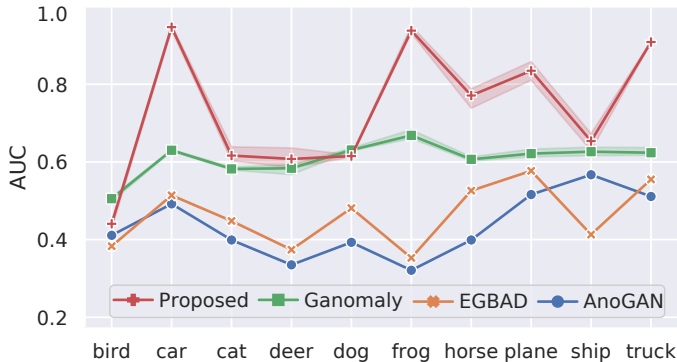 1.0
0.8
0.6
0.4
0.2
AUC
Proposed Ganomaly EGBAD AnoGAN
bird car cat deer dog frog horse plane ship truck